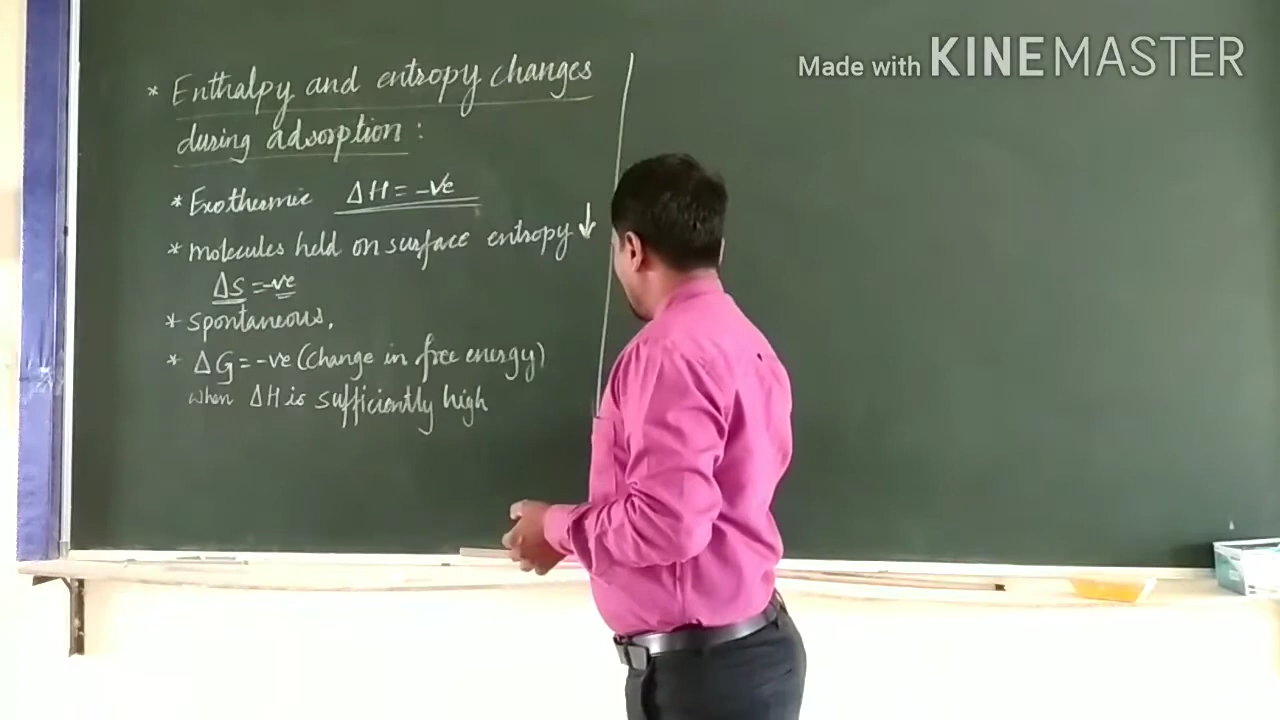 * Enthalpy and entropy changes
during adsorption :
* Exothermic ΔH = -ve
* molecules held on surface entropy ↓
ΔS = -ve
* spontaneous.
* ΔG = -ve (change in free energy)
when ΔH is sufficiently high
Made with KINEMASTER